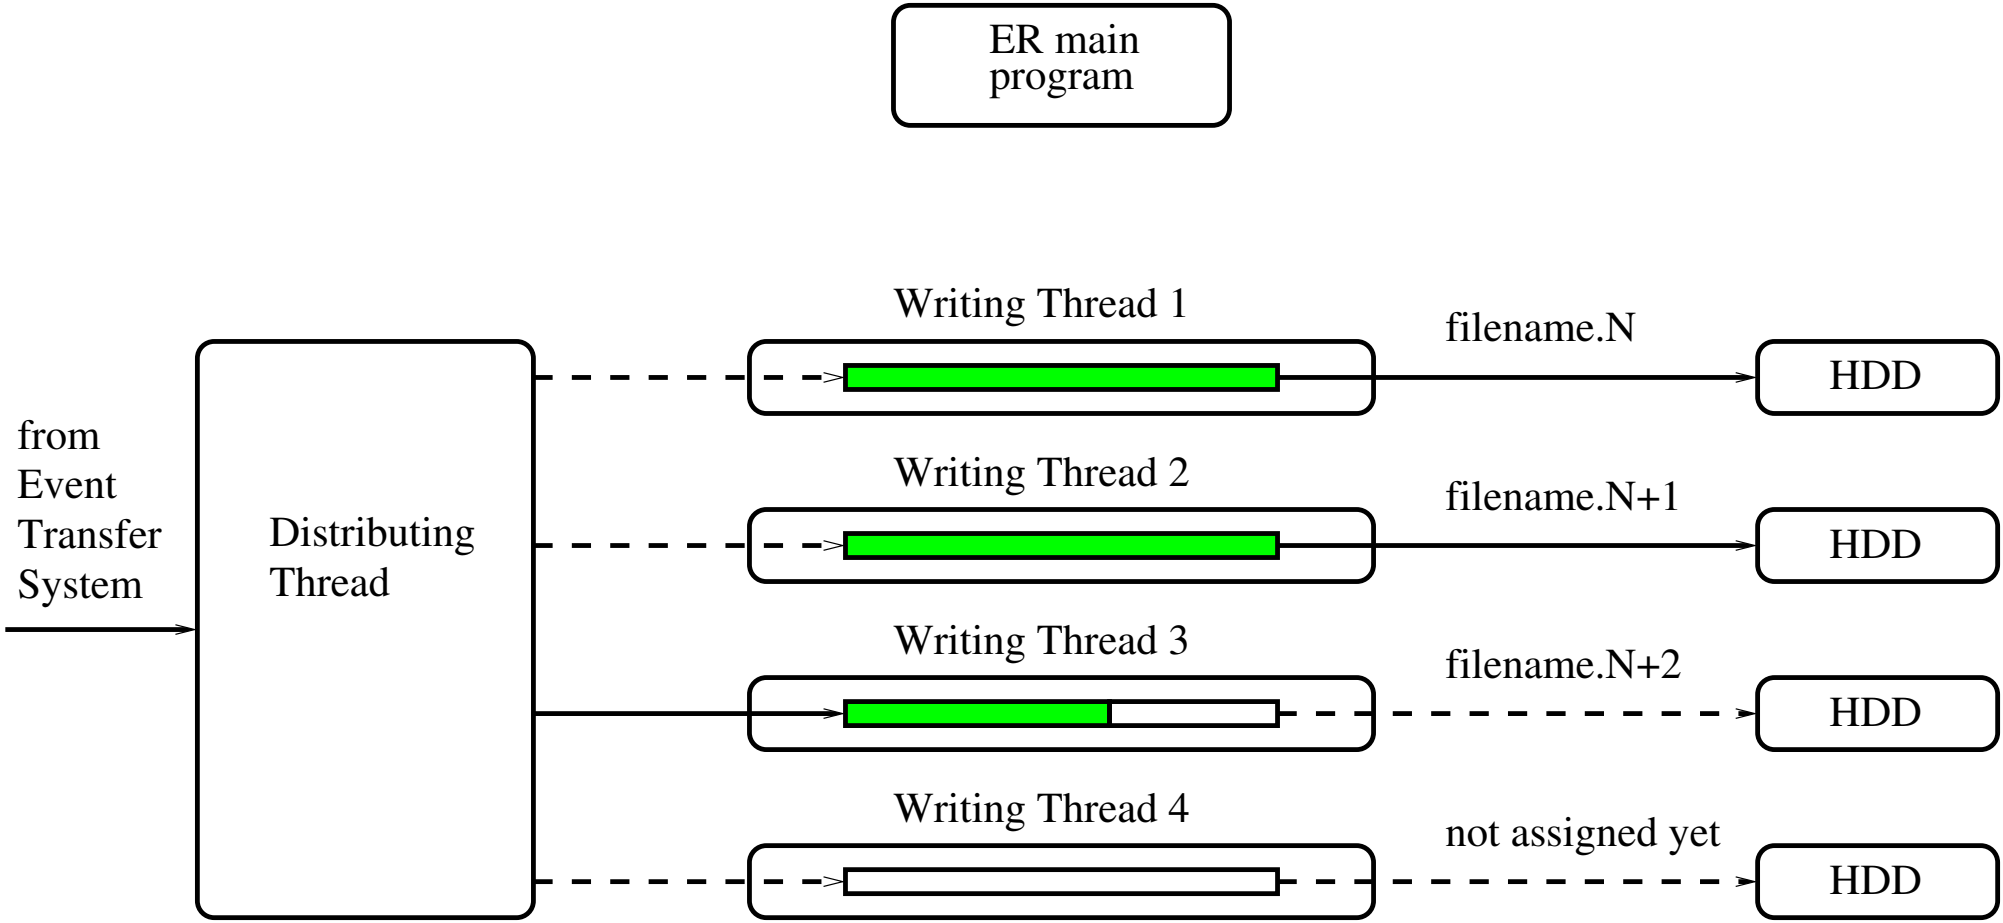 ER main
program
Writing Thread 1
filename.N
HDD
from
Event
Transfer
System
Distributing
Thread
Writing Thread 2
filename.N+1
HDD
Writing Thread 3
filename.N+2
HDD
Writing Thread 4
not assigned yet
HDD